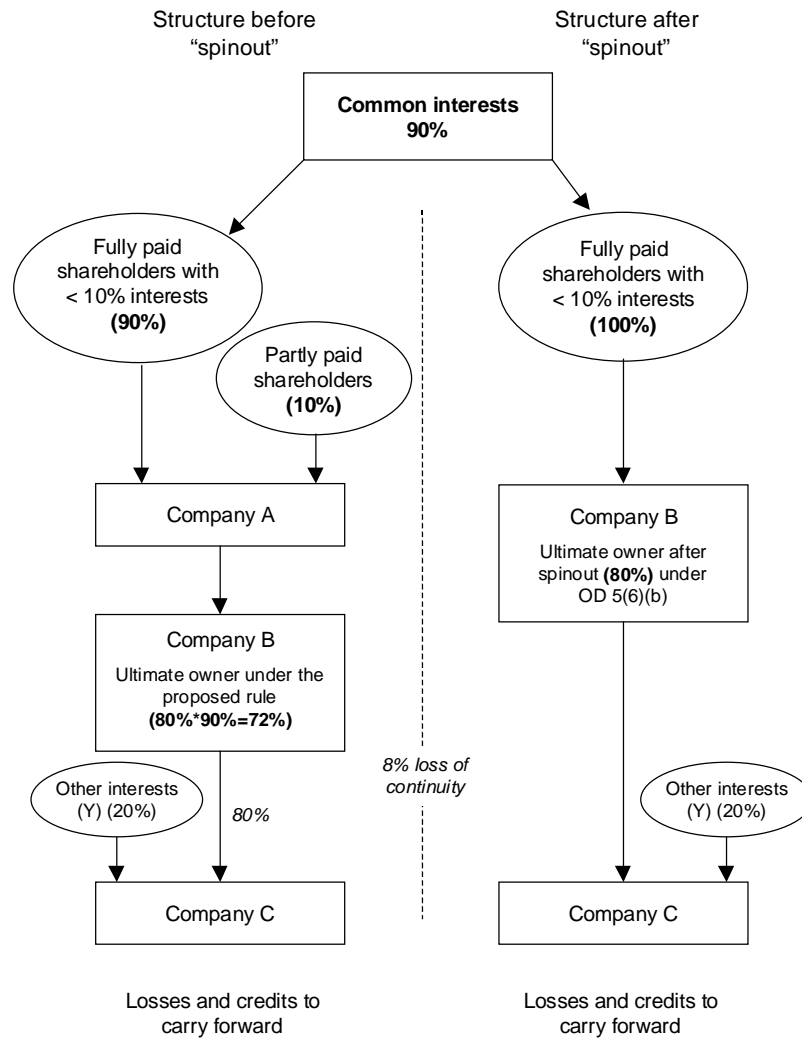 Structure before
“spinout”
Structure after
“spinout”
Common interests
90%
Fully paid
shareholders with
< 10% interests
(90%)
Partly paid
shareholders
(10%)
Company A
Company B
Ultimate owner under the
proposed rule
(80%*90%=72%)
Other interests
(Y) (20%)
80%
Company C
Losses and credits to
carry forward
8% loss of
continuity
Fully paid
shareholders with
< 10% interests
(100%)
Company B
Ultimate owner after
spinout (80%) under
OD 5(6)(b)
Other interests
(Y) (20%)
Company C
Losses and credits to
carry forward